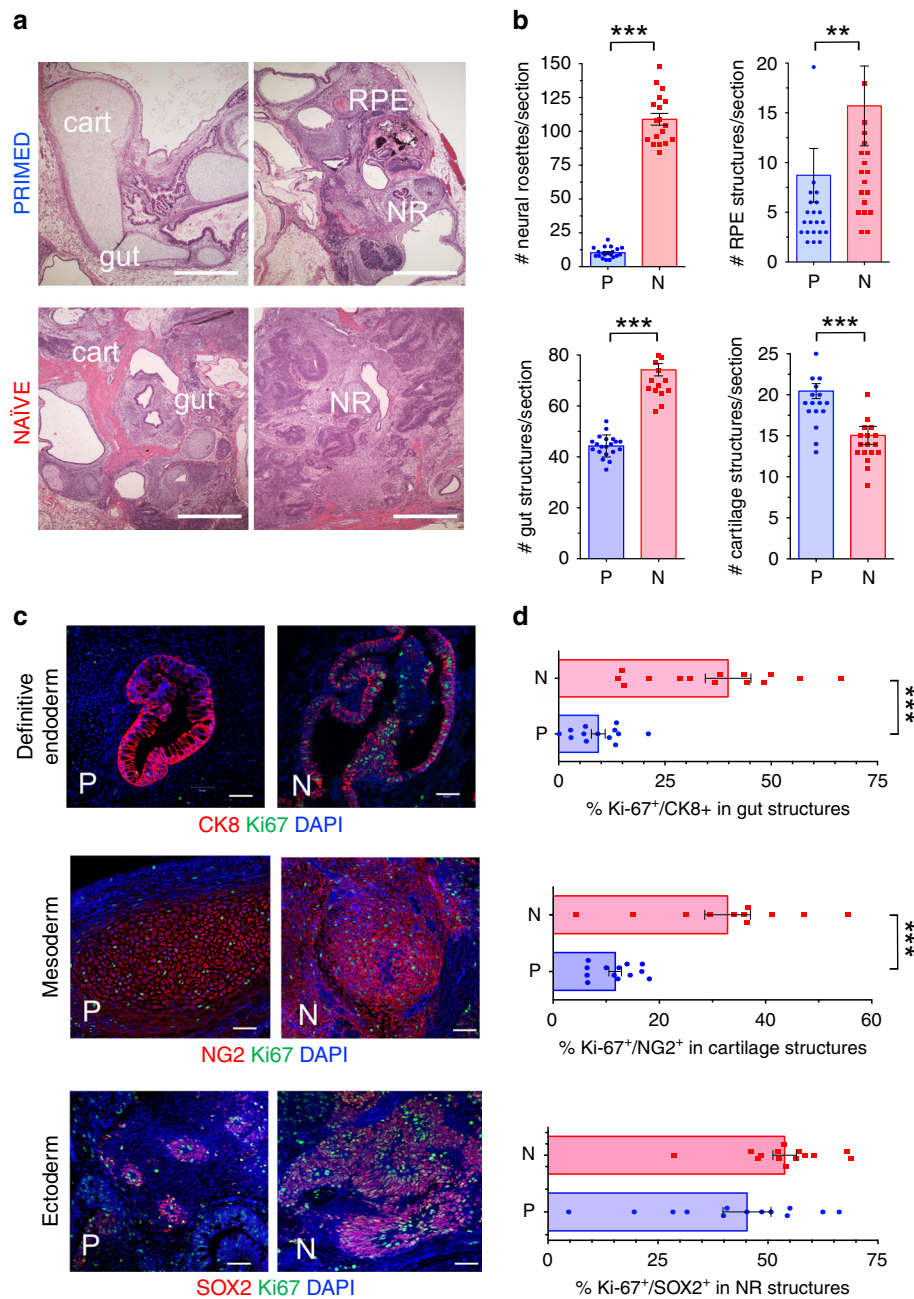 a
PRIMED
cart
gut
RPE
NR
NAÏVE
cart
gut
NR
b
# neural rosettes/section
***
150
125
100
75
50
25
0
P N
# RPE structures/section
**
20
15
10
5
0
P N
# gut structures/section
***
80
60
40
20
0
P N
# cartilage structures/section
***
25
20
15
10
5
0
P N
c
Definitive
endoderm
P
N
CK8 Ki67 DAPI
Mesoderm
P
N
NG2 Ki67 DAPI
Ectoderm
P
N
SOX2 Ki67 DAPI
d
N
P
***
0 25 50 75
% Ki-67⁺/CK8+ in gut structures
N
P
***
0 20 40 60
% Ki-67⁺/NG2⁺ in cartilage structures
N
P
0 25 50 75
% Ki-67⁺/SOX2⁺ in NR structures